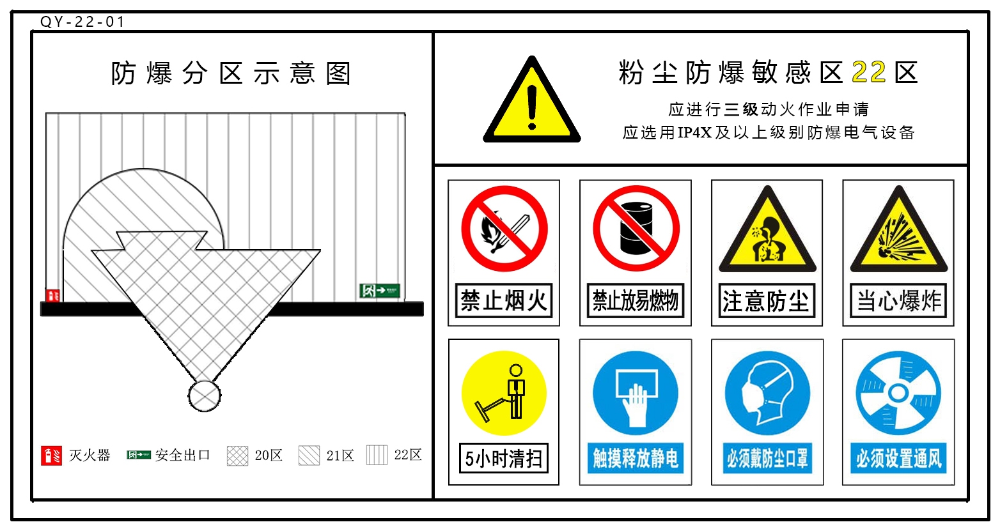 QY-22-01
防爆分区示意图
灭火器 安全出口 20区 21区 22区
粉尘防爆敏感区22区
应进行三级动火作业申请
应选用IP4X及以上级别防爆电气设备
禁止烟火
禁止放易燃物
注意防尘
当心爆炸
5小时清扫
触摸释放静电
必须戴防尘口罩
必须设置通风